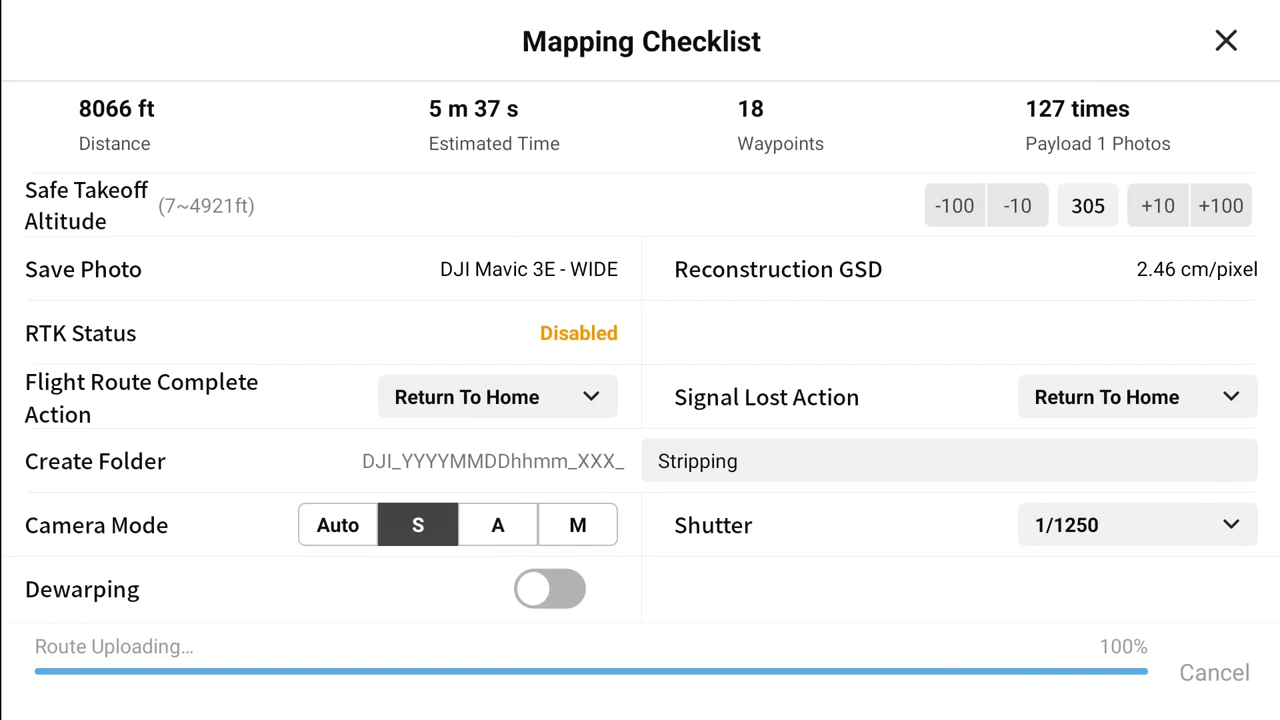 Mapping Checklist
8066 ft
5 m 37 s
18
127 times
Distance
Estimated Time
Waypoints
Payload 1 Photos
Safe Takeoff
Altitude
(7~4921ft)
-100
-10
305
+10
+100
Save Photo
DJI Mavic 3E - WIDE
Reconstruction GSD
2.46 cm/pixel
RTK Status
Disabled
Flight Route Complete
Action
Return To Home
Signal Lost Action
Return To Home
Create Folder
DJI_YYYYMMDDhhmm_XXX_
Stripping
Camera Mode
Auto
S
A
M
Shutter
1/1250
Dewarping
Route Uploading...
100%
Cancel